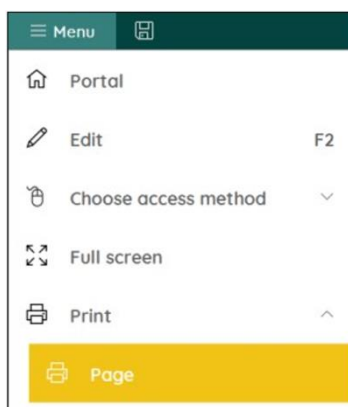 Menu
Portal
Edit F2
Choose access method
Full screen
Print
Page